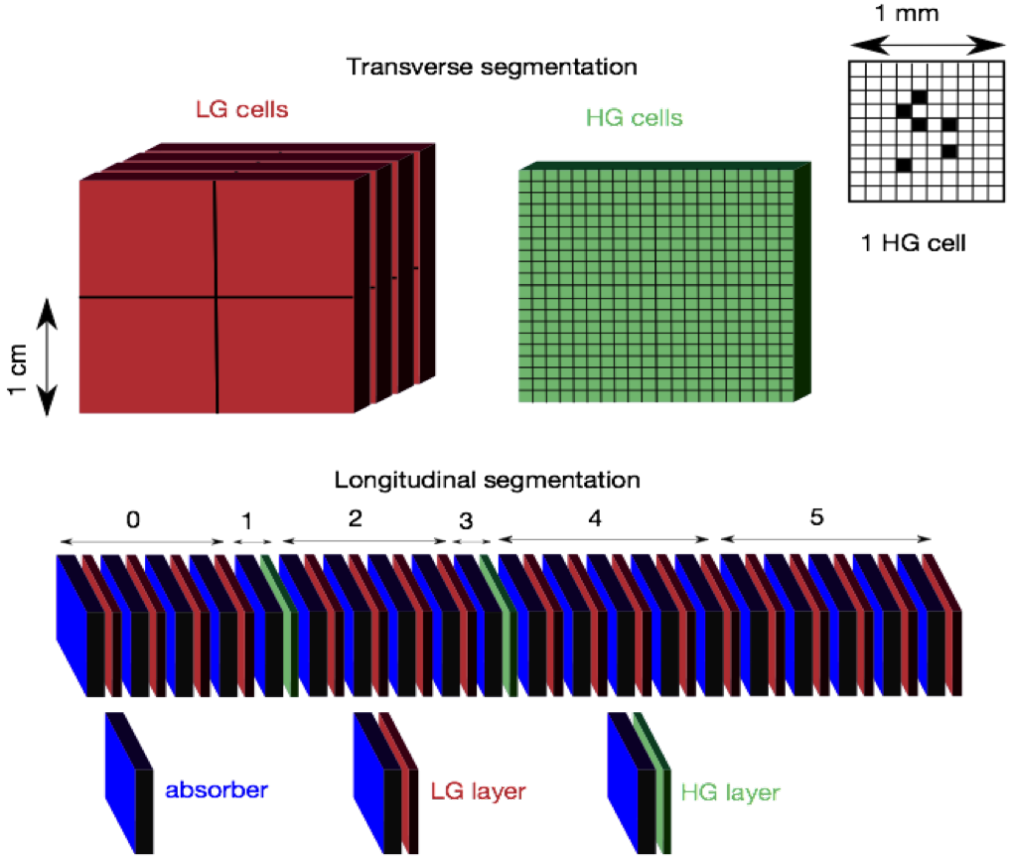 1 mm
Transverse segmentation
LG cells
HG cells
1 HG cell
1 cm
Longitudinal segmentation
0 1 2 3 4 5
absorber
LG layer
HG layer